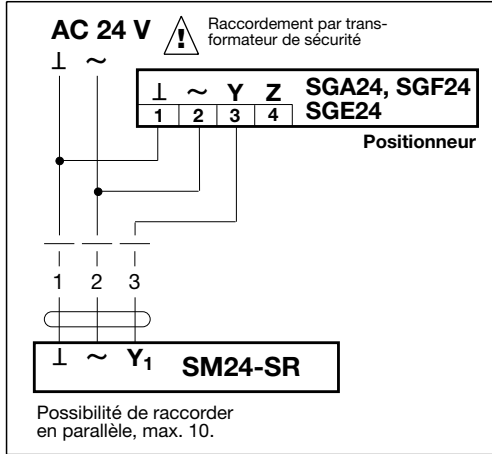 AC 24 V
Raccordement par trans-
formateur de sécurité
⊥ ~
⊥ ~ Y Z
1 2 3 4
SGA24, SGF24
SGE24
Positionneur
1 2 3
⊥ ~ Y1
SM24-SR
Possibilité de raccorder
en parallèle, max. 10.